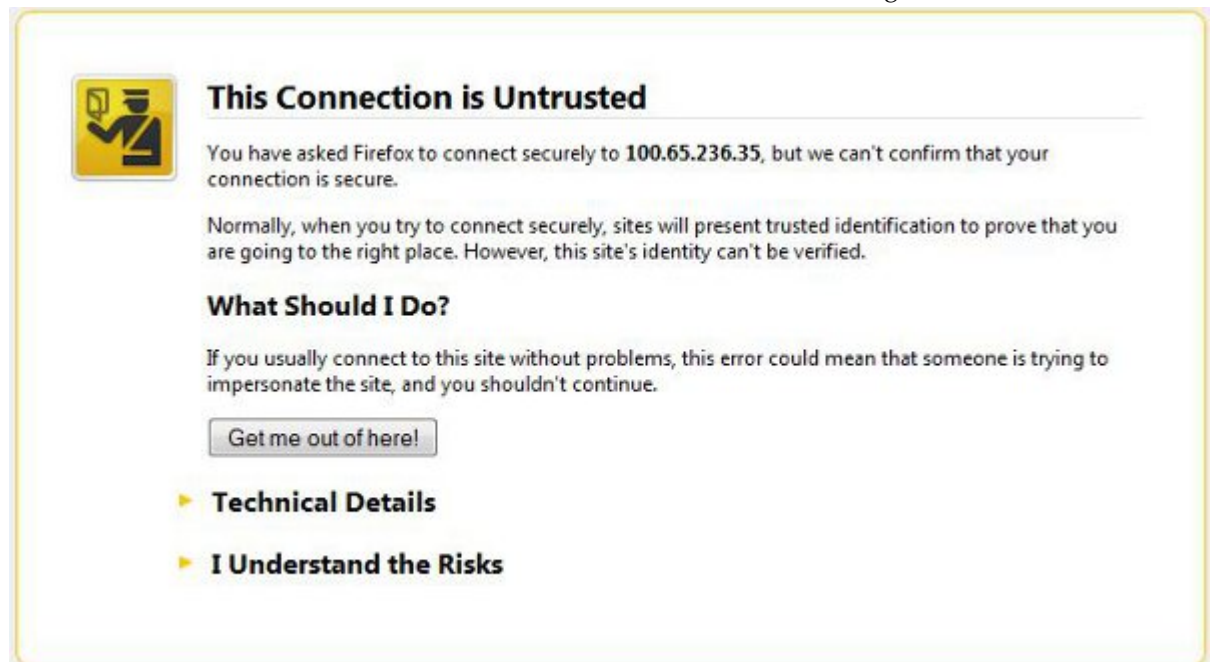 This Connection is Untrusted
You have asked Firefox to connect securely to 100.65.236.35, but we can't confirm that your
connection is secure.
Normally, when you try to connect securely, sites will present trusted identification to prove that you
are going to the right place. However, this site's identity can't be verified.
What Should I Do?
If you usually connect to this site without problems, this error could mean that someone is trying to
impersonate the site, and you shouldn't continue.
Get me out of here!
Technical Details
I Understand the Risks